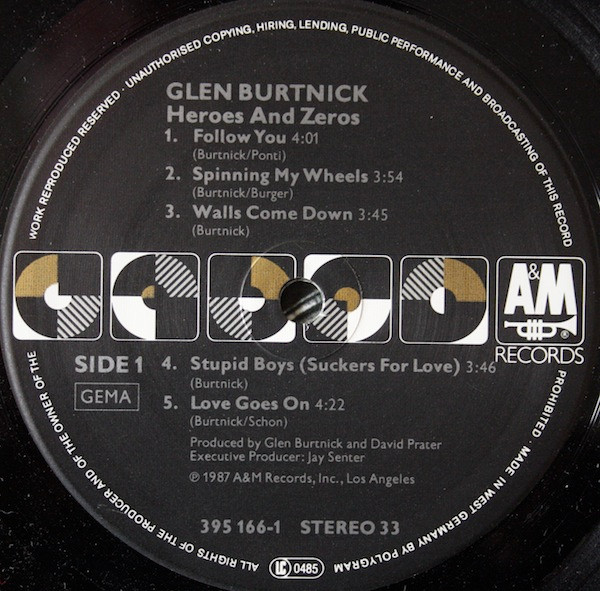 WORK REPRODUCED RESERVED · UNAUTHORISED COPYING, HIRING, LENDING, PUBLIC PERFORMANCE AND BROADCASTING OF THIS RECORD
GLEN BURTNICK
Heroes And Zeros
1. Follow You 4:01
(Burtnick/Ponti)
2. Spinning My Wheels 3:54
(Burtnick/Burger)
3. Walls Come Down 3:45
(Burtnick)
A&M
®
RECORDS
SIDE 1
GEMA
4. Stupid Boys (Suckers For Love) 3:46
(Burtnick)
5. Love Goes On 4:22
(Burtnick/Schon)
Produced by Glen Burtnick and David Prater
Executive Producer: Jay Senter
℗ 1987 A&M Records, Inc., Los Angeles
395 166-1 STEREO 33
LC 0485
ALL RIGHTS OF THE PRODUCER AND OF THE OWNER OF THE
PROHIBITED · MADE IN WEST GERMANY BY POLYGRAM